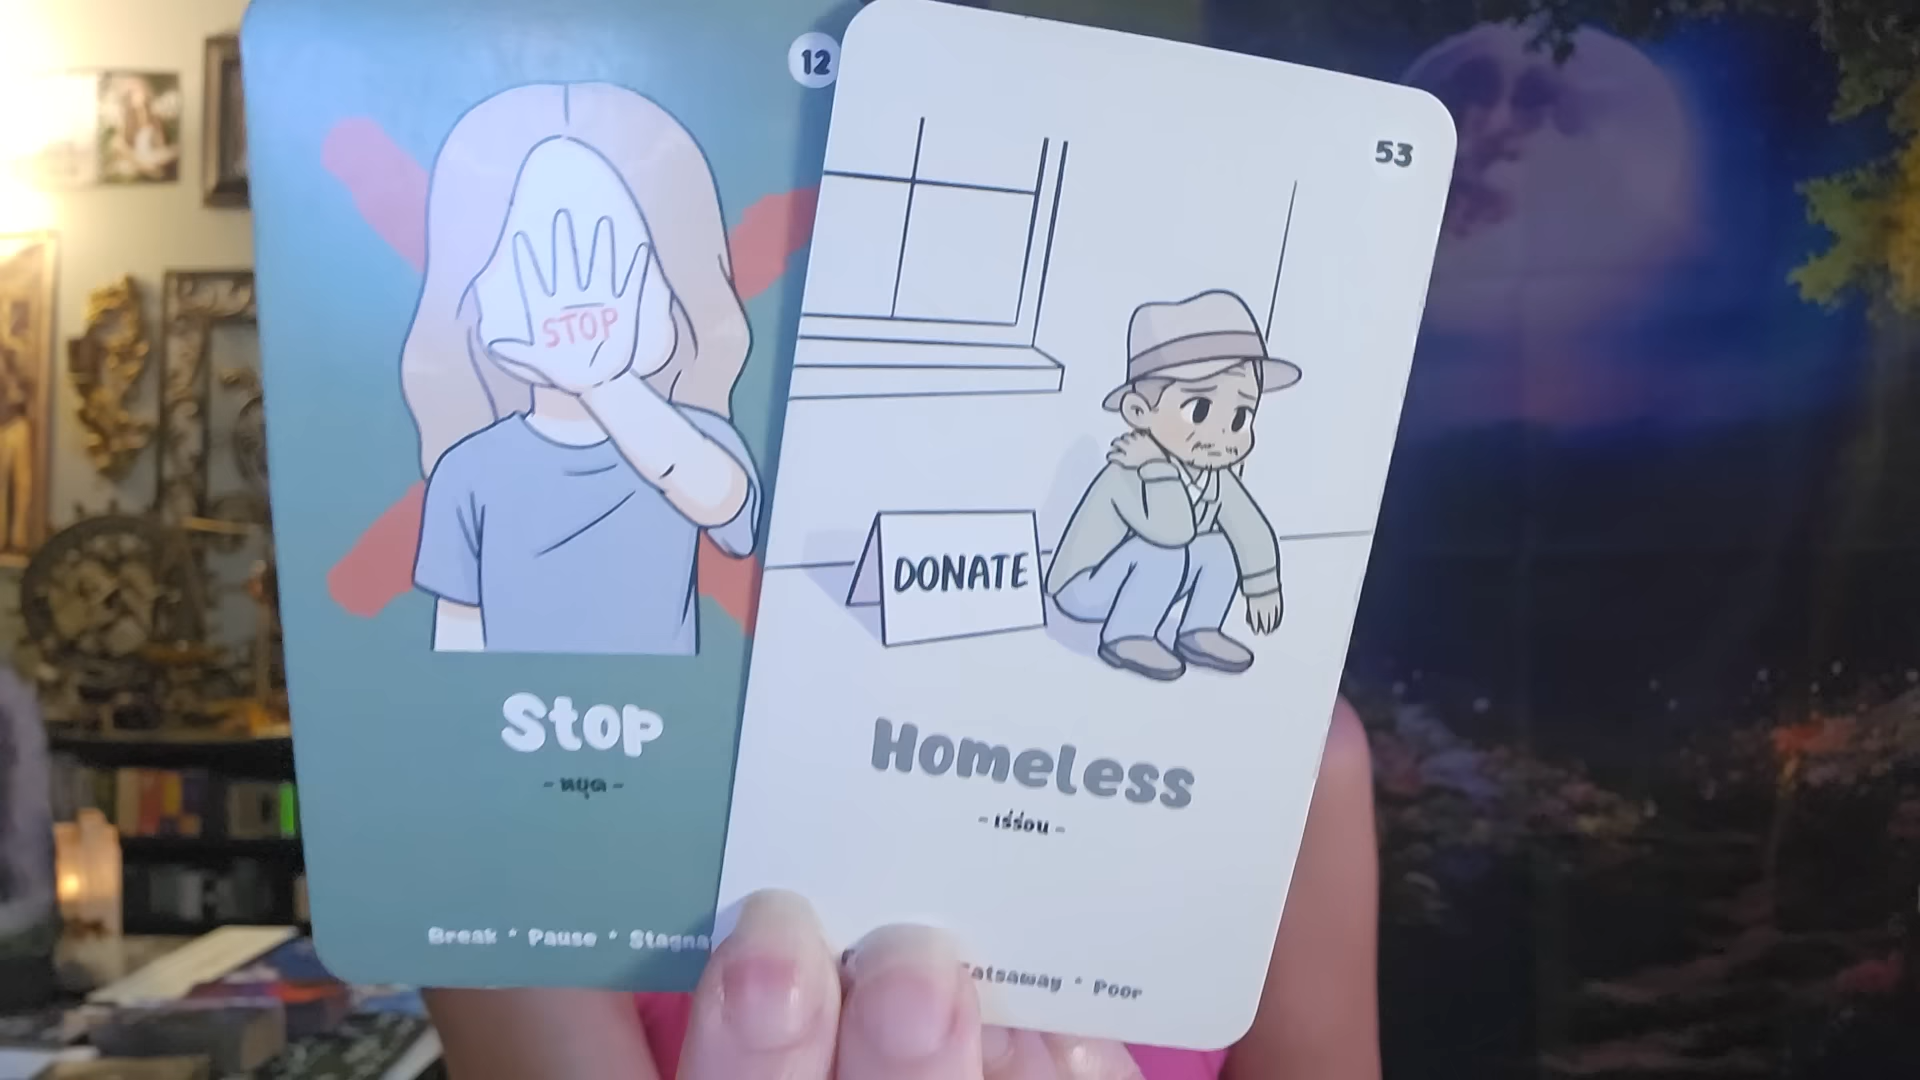 12
STOP
Stop
- หยุด -
Break * Pause *
53
DONATE
Homeless
- เร่ร่อน -
* Poor